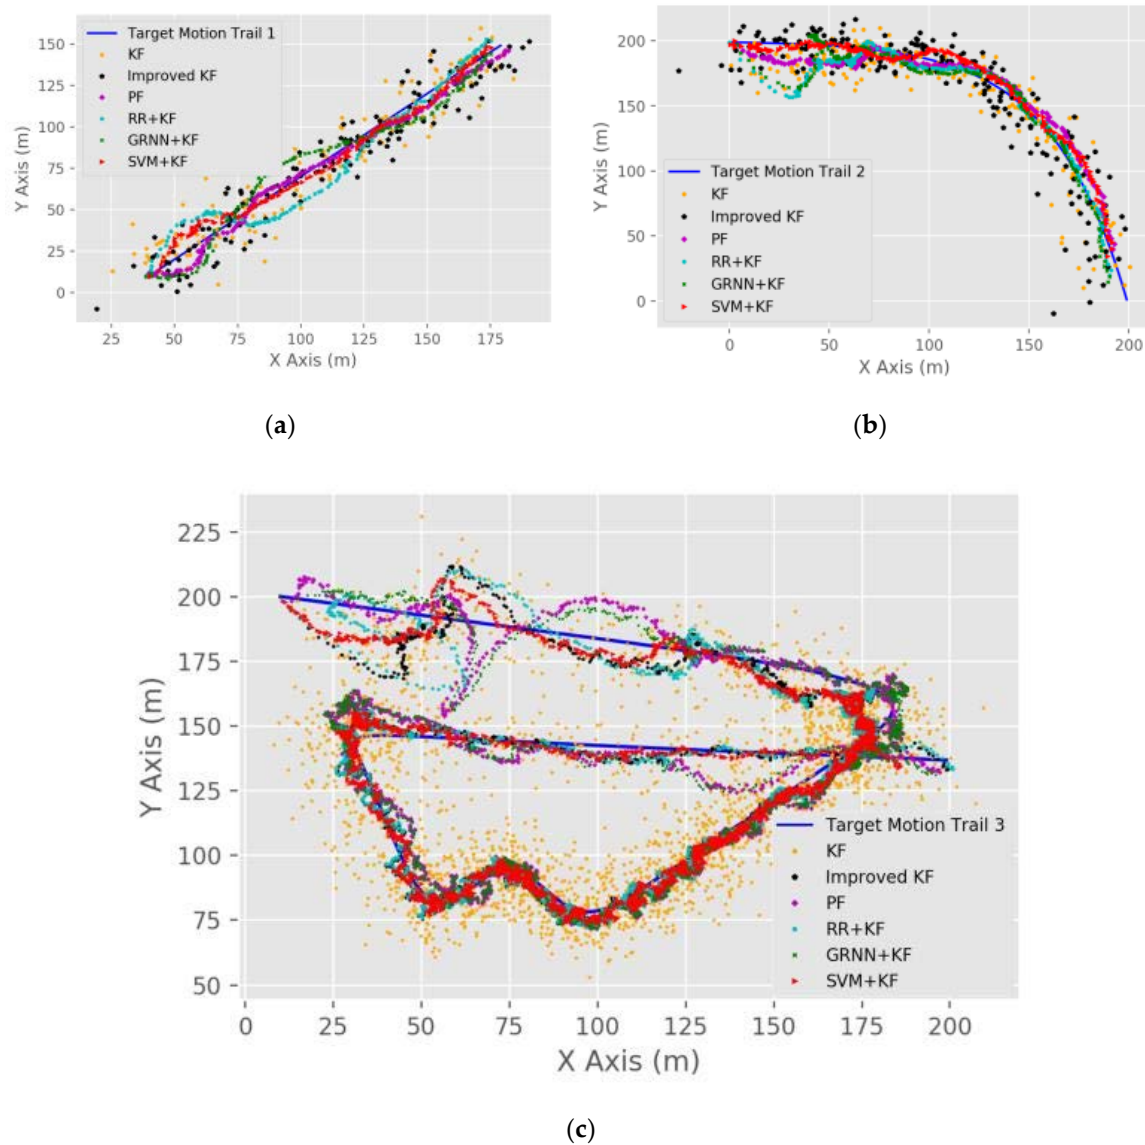 Target Motion Trail 1
KF
Improved KF
PF
RR+KF
GRNN+KF
SVM+KF
150
125
100
75
50
25
0
Y Axis (m)
25 50 75 100 125 150 175
X Axis (m)
(a)
200
150
100
50
0
Y Axis (m)
Target Motion Trail 2
KF
Improved KF
PF
RR+KF
GRNN+KF
SVM+KF
0 50 100 150 200
X Axis (m)
(b)
225
200
175
150
125
100
75
50
Y Axis (m)
Target Motion Trail 3
KF
Improved KF
PF
RR+KF
GRNN+KF
SVM+KF
0 25 50 75 100 125 150 175 200
X Axis (m)
(c)